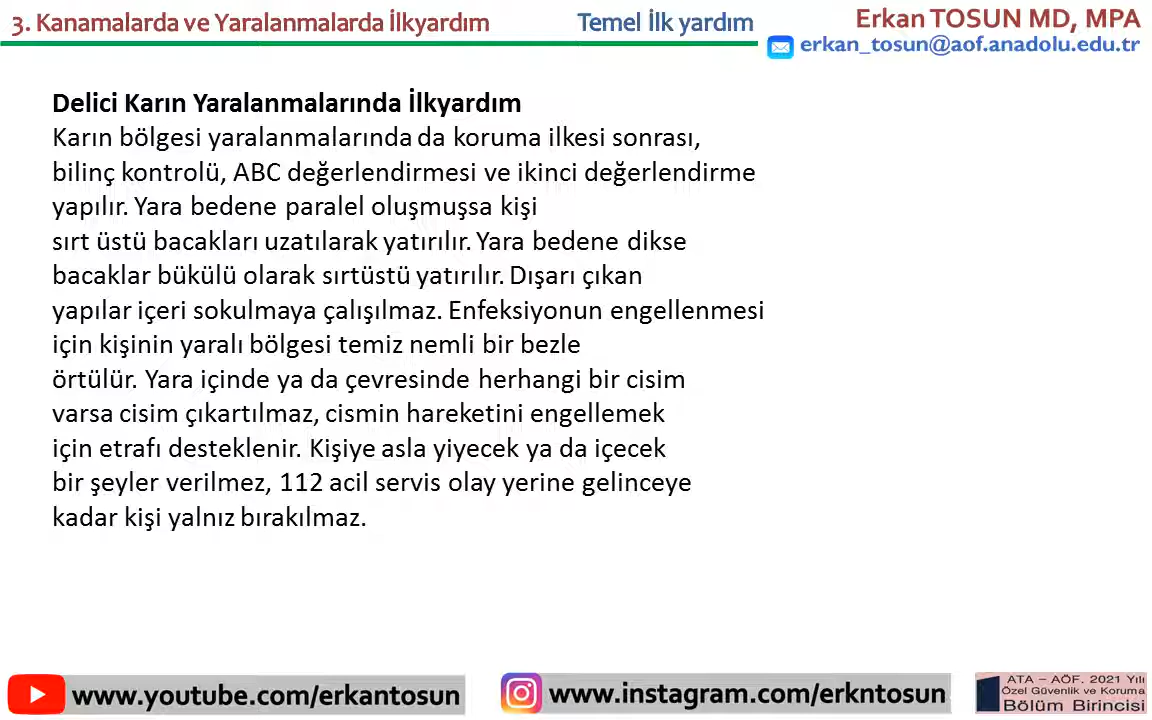 3. Kanamalarda ve Yaralanmalarda İlkyardım
Temel İlk yardım
Erkan TOSUN MD, MPA
erkan_tosun@aof.anadolu.edu.tr
Delici Karın Yaralanmalarında İlkyardım
Karın bölgesi yaralanmalarında da koruma ilkesi sonrası,
bilinç kontrolü, ABC değerlendirmesi ve ikinci değerlendirme
yapılır. Yara bedene paralel oluşmuşsa kişi
sırt üstü bacakları uzatılarak yatırılır. Yara bedene dikse
bacaklar bükülü olarak sırtüstü yatırılır. Dışarı çıkan
yapılar içeri sokulmaya çalışılmaz. Enfeksiyonun engellenmesi
için kişinin yaralı bölgesi temiz nemli bir bezle
örtülür. Yara içinde ya da çevresinde herhangi bir cisim
varsa cisim çıkartılmaz, cismin hareketini engellemek
için etrafı desteklenir. Kişiye asla yiyecek ya da içecek
bir şeyler verilmez, 112 acil servis olay yerine gelinceye
kadar kişi yalnız bırakılmaz.
www.youtube.com/erkantosun
www.instagram.com/erkntosun
ATA – AÖF. 2021 Yılı
Özel Güvenlik ve Koruma
Bölüm Birincisi